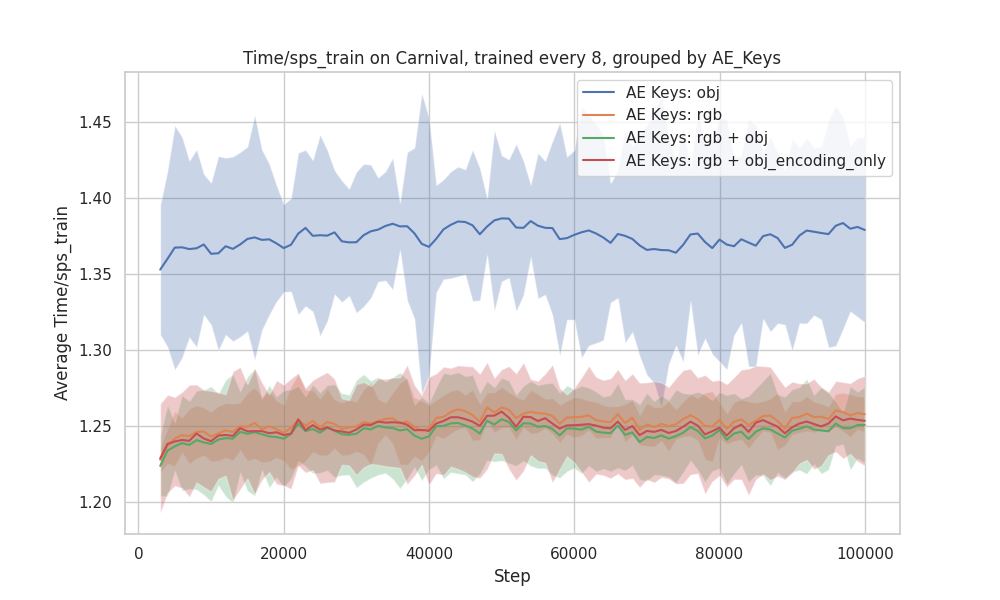 Time/sps_train on Carnival, trained every 8, grouped by AE_Keys
AE Keys: obj
AE Keys: rgb
AE Keys: rgb + obj
AE Keys: rgb + obj_encoding_only
Average Time/sps_train
1.45
1.40
1.35
1.30
1.25
1.20
0
20000
40000
60000
80000
100000
Step